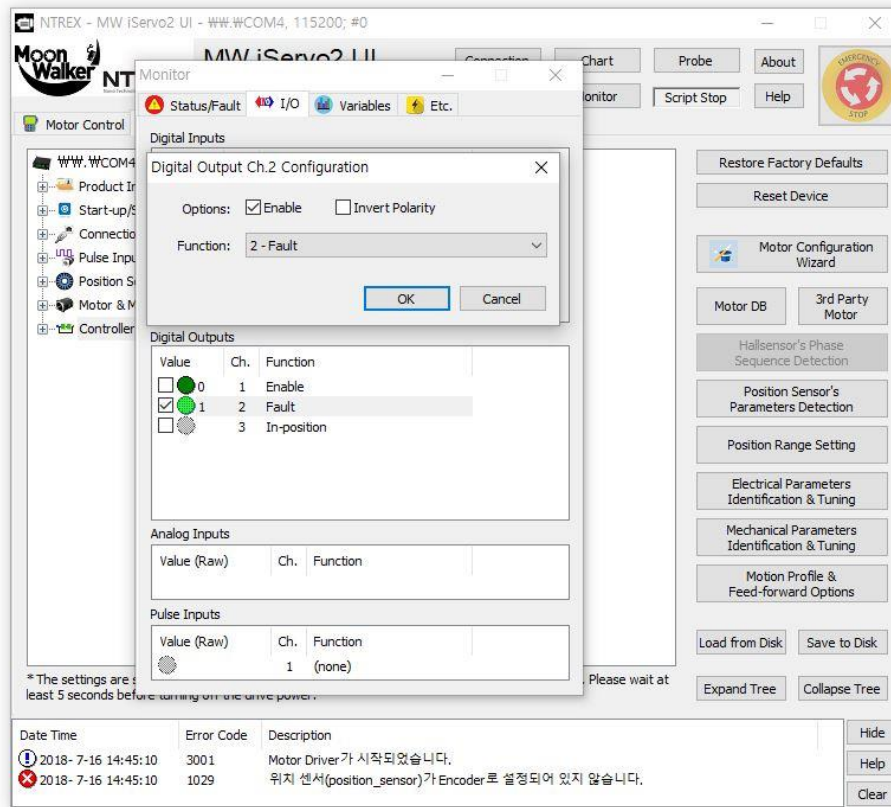 NTREX - MW iServo2 UI - ₩₩.₩COM4, 115200; #0
Moon Walker NT
MW iServo2 UI
Connection Chart Probe About
Monitor Script Stop Help
EMERGENCY STOP
Motor Control
Monitor
Status/Fault I/O Variables Etc.
Digital Inputs
Digital Output Ch.2 Configuration
Options: Enable Invert Polarity
Function: 2 - Fault
OK Cancel
₩₩.₩COM4
Product In
Start-up/S
Connectio
Pulse Inpu
Position S
Motor & M
Controller
Digital Outputs
Value Ch. Function
0 1 Enable
1 2 Fault
3 In-position
Analog Inputs
Value (Raw) Ch. Function
Pulse Inputs
Value (Raw) Ch. Function
1 (none)
Restore Factory Defaults
Reset Device
Motor Configuration
Wizard
Motor DB
3rd Party
Motor
Hallsensor's Phase
Sequence Detection
Position Sensor's
Parameters Detection
Position Range Setting
Electrical Parameters
Identification & Tuning
Mechanical Parameters
Identification & Tuning
Motion Profile &
Feed-forward Options
Load from Disk Save to Disk
Expand Tree Collapse Tree
* The settings are s . Please wait at
least 5 seconds before turning off the drive power.
Date Time Error Code Description
2018- 7-16 14:45:10 3001 Motor Driver가 시작되었습니다.
2018- 7-16 14:45:10 1029 위치 센서(position_sensor)가 Encoder로 설정되어 있지 않습니다.
Hide
Help
Clear